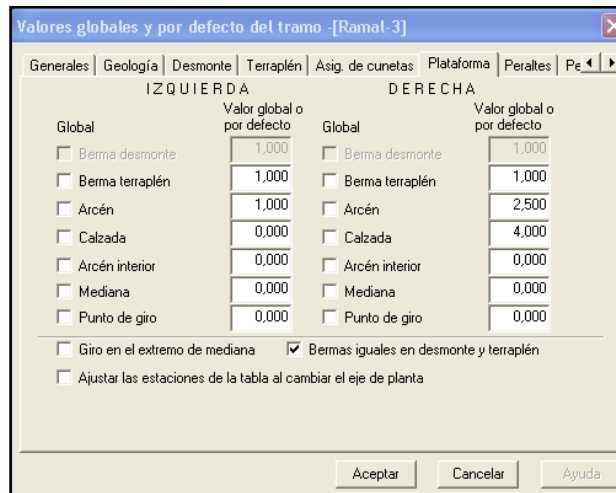 Valores globales y por defecto del tramo -[Ramal-3]
Generales Geología Desmonte Terraplén Asig. de cunetas Plataforma Peraltes Pe
IZQUIERDA DERECHA
Global Valor global o por defecto Global Valor global o por defecto
Berma desmonte 1,000 Berma desmonte 1,000
Berma terraplén 1,000 Berma terraplén 1,000
Arcén 1,000 Arcén 2,500
Calzada 0,000 Calzada 4,000
Arcén interior 0,000 Arcén interior 0,000
Mediana 0,000 Mediana 0,000
Punto de giro 0,000 Punto de giro 0,000
Giro en el extremo de mediana Bermas iguales en desmonte y terraplén
Ajustar las estaciones de la tabla al cambiar el eje de planta
Aceptar Cancelar Ayuda